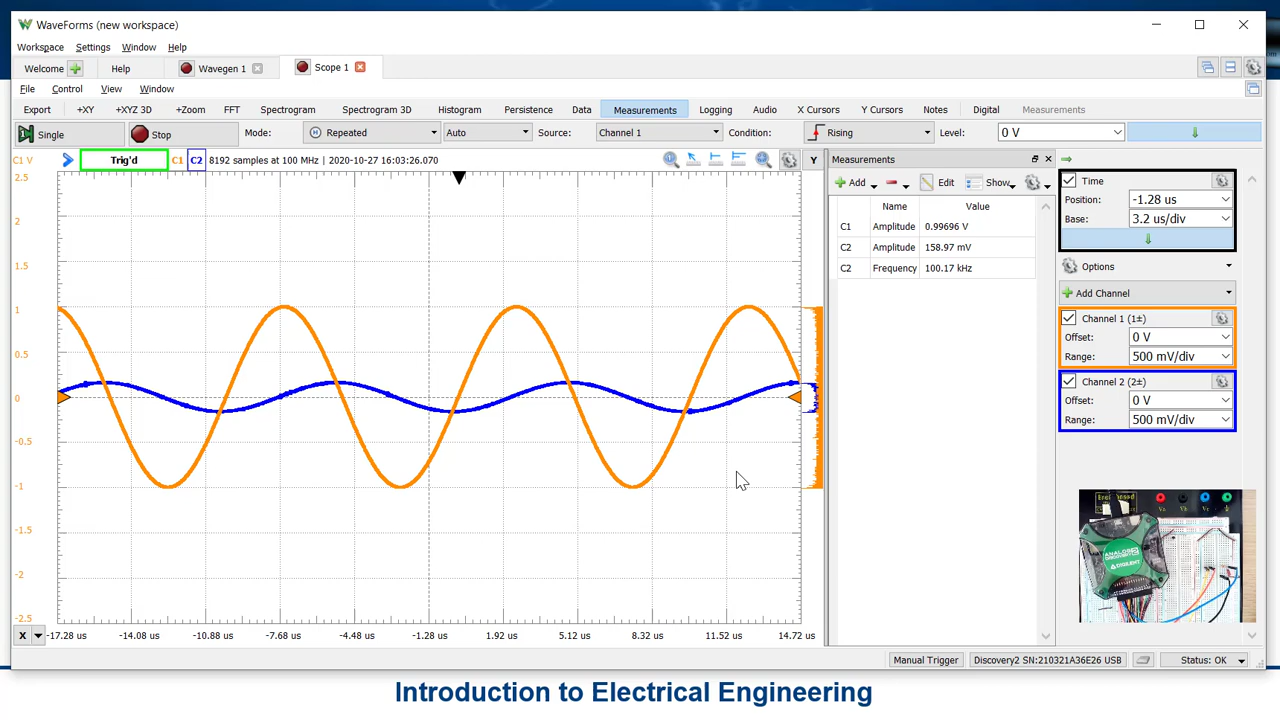 WaveForms (new workspace)
Workspace Settings Window Help
Welcome Help Wavegen 1 Scope 1
File Control View Window
Export +XY +XYZ 3D +Zoom FFT Spectrogram Spectrogram 3D Histogram Persistence Data Measurements Logging Audio X Cursors Y Cursors Notes Digital Measurements
Single Stop Mode: Repeated Auto Source: Channel 1 Condition: Rising Level: 0 V
C1 V Trig'd C1 C2 8192 samples at 100 MHz | 2020-10-27 16:03:26.070 Y
2.5
2
1.5
1
0.5
0
-0.5
-1
-1.5
-2
-2.5
X -17.28 us -14.08 us -10.88 us -7.68 us -4.48 us -1.28 us 1.92 us 5.12 us 8.32 us 11.52 us 14.72 us
Measurements
Add Edit Show
Name Value
C1 Amplitude 0.99696 V
C2 Amplitude 158.97 mV
C2 Frequency 100.17 kHz
Time
Position: -1.28 us
Base: 3.2 us/div
Options
Add Channel
Channel 1 (1±)
Offset: 0 V
Range: 500 mV/div
Channel 2 (2±)
Offset: 0 V
Range: 500 mV/div
ANALOG
DISCOVERY
DIGILENT
Manual Trigger Discovery2 SN:210321A36E26 USB Status: OK
Introduction to Electrical Engineering